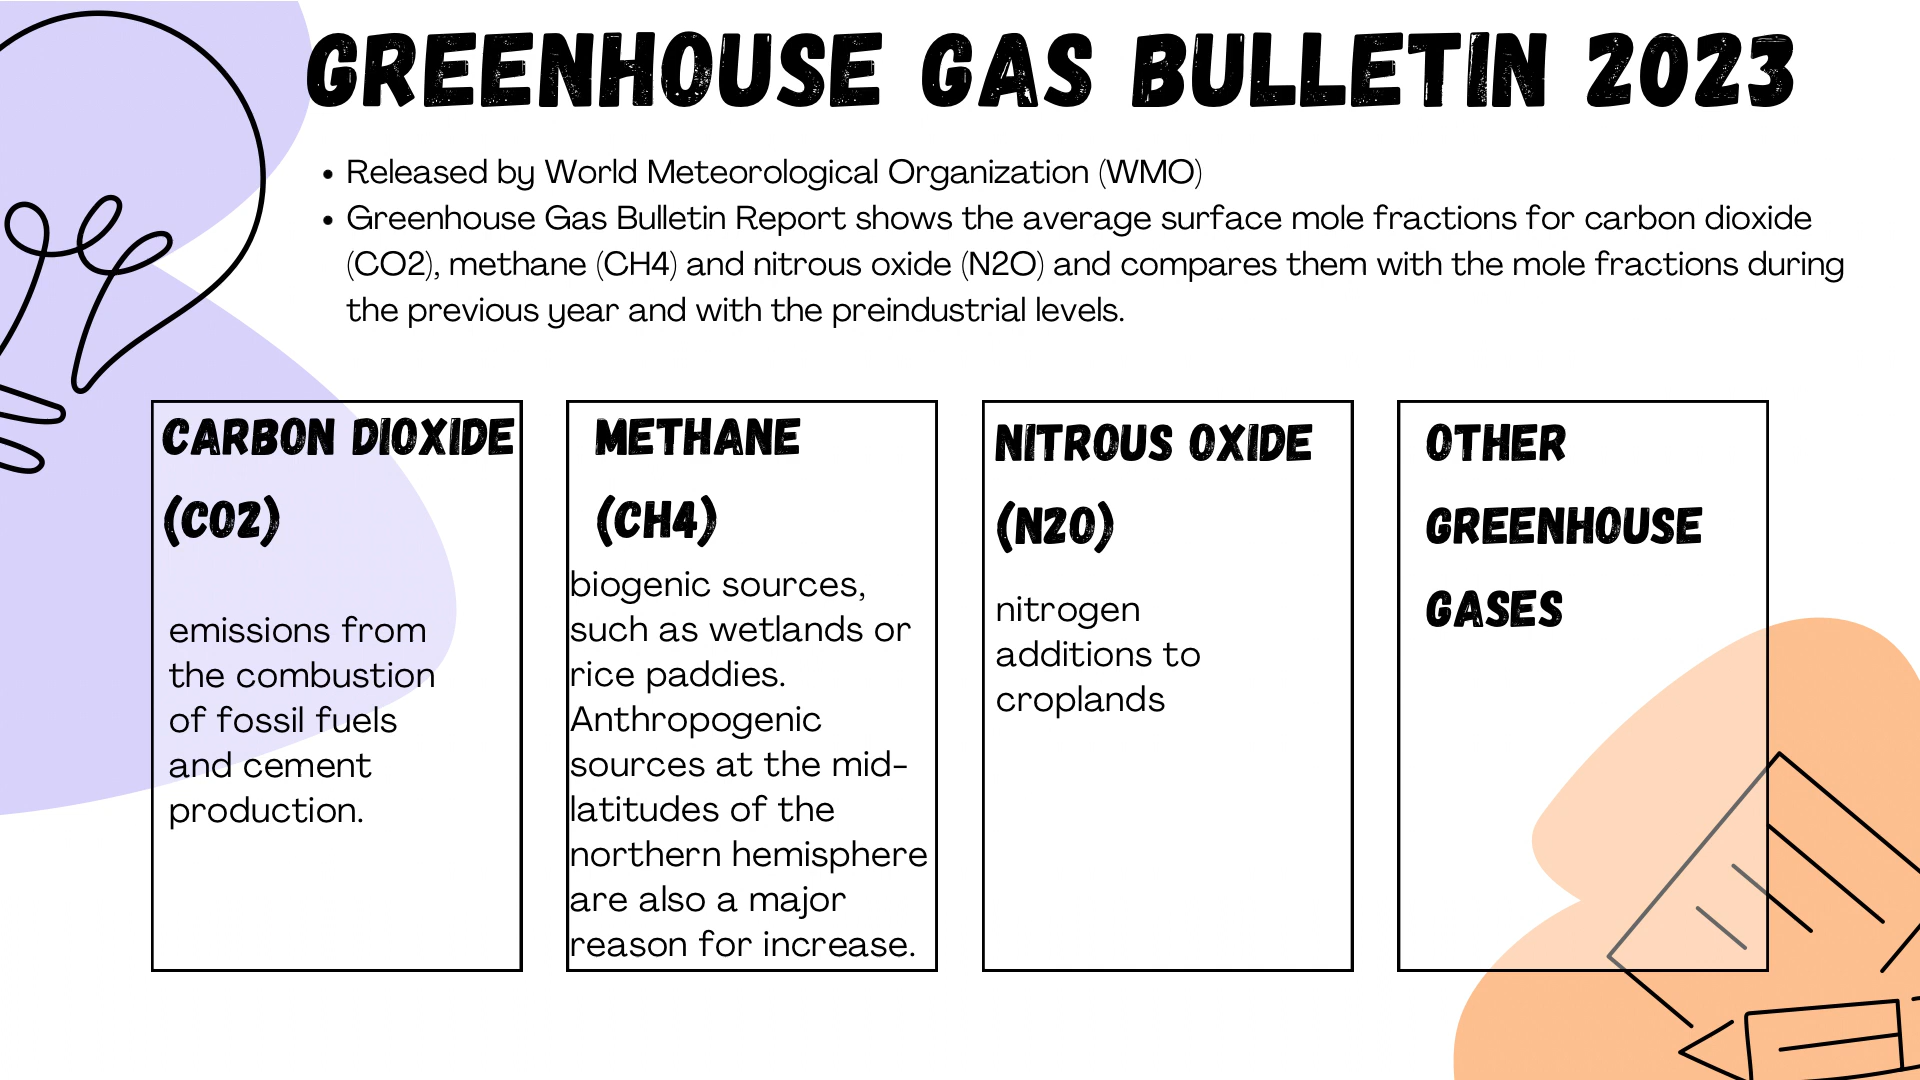 GREENHOUSE GAS BULLETIN 2023
• Released by World Meteorological Organization (WMO)
• Greenhouse Gas Bulletin Report shows the average surface mole fractions for carbon dioxide
(CO2), methane (CH4) and nitrous oxide (N2O) and compares them with the mole fractions during
the previous year and with the preindustrial levels.
CARBON DIOXIDE
(CO2)
emissions from
the combustion
of fossil fuels
and cement
production.
METHANE
(CH4)
biogenic sources,
such as wetlands or
rice paddies.
Anthropogenic
sources at the mid-
latitudes of the
northern hemisphere
are also a major
reason for increase.
NITROUS OXIDE
(N2O)
nitrogen
additions to
croplands
OTHER
GREENHOUSE
GASES